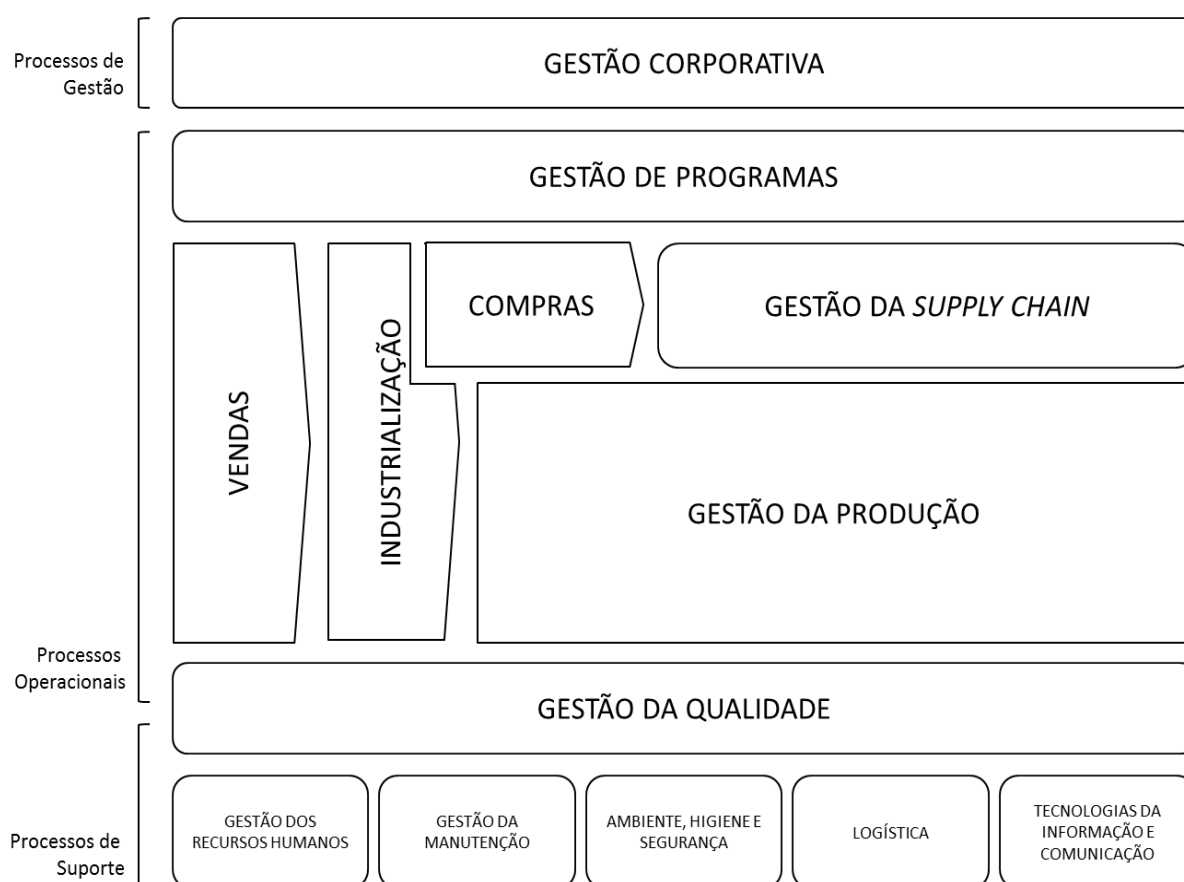 Processos de
Gestão
GESTÃO CORPORATIVA
GESTÃO DE PROGRAMAS
VENDAS
INDUSTRIALIZAÇÃO
COMPRAS
GESTÃO DA SUPPLY CHAIN
GESTÃO DA PRODUÇÃO
Processos
Operacionais
GESTÃO DA QUALIDADE
Processos de
Suporte
GESTÃO DOS
RECURSOS HUMANOS
GESTÃO DA
MANUTENÇÃO
AMBIENTE, HIGIENE E
SEGURANÇA
LOGÍSTICA
TECNOLOGIAS DA
INFORMAÇÃO E
COMUNICAÇÃO